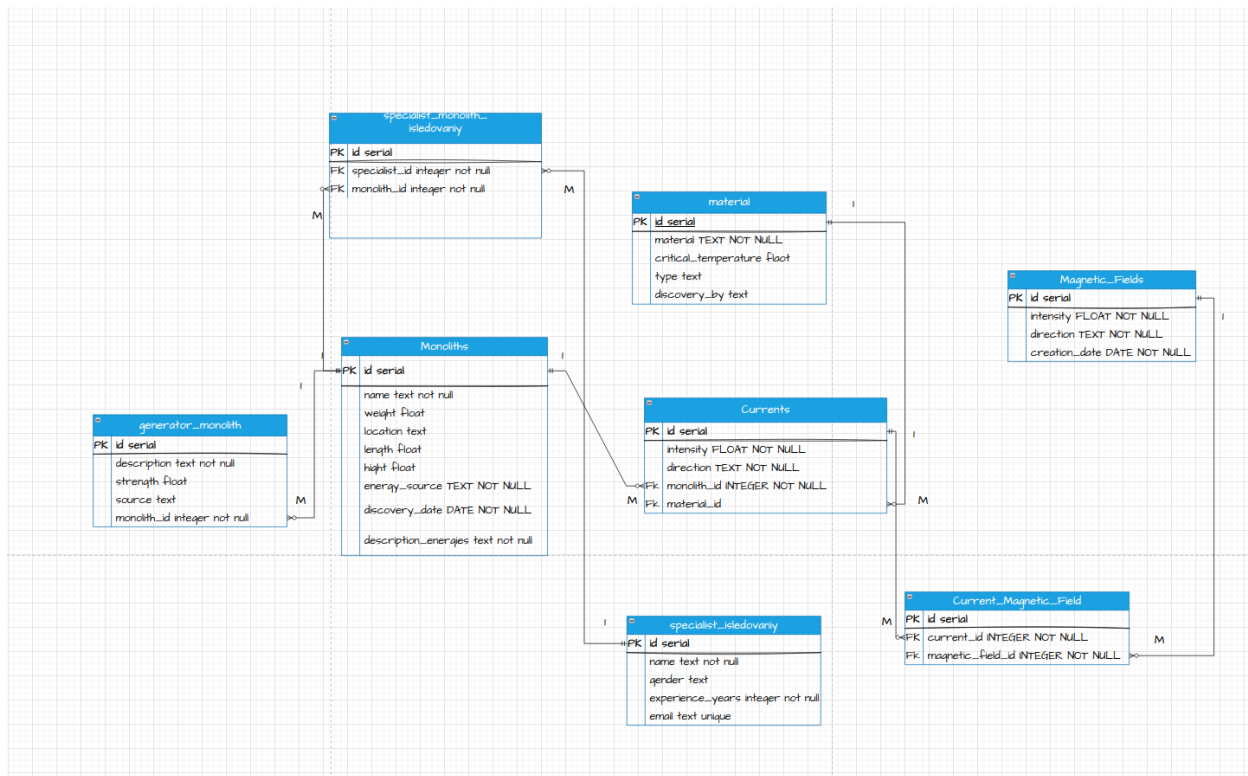 specialist_monolith_
isledovaniy
PK id serial
FK specialist_id integer not null
FK monolith_id integer not null
M
M
material
PK id serial
material TEXT NOT NULL
critical_temperature flaot
type text
discovery_by text
1
Magnetic_Fields
PK id serial
intensity FLOAT NOT NULL
direction TEXT NOT NULL
creation_date DATE NOT NULL
1
Monoliths
PK id serial
name text not null
weight float
location text
length float
hight float
energy_source TEXT NOT NULL
discovery_date DATE NOT NULL
description_energies text not null
1
1
1
generator_monolith
PK id serial
description text not null
strength float
source text
monolith_id integer not null
M
Currents
PK id serial
intensity FLOAT NOT NULL
direction TEXT NOT NULL
Fk monolith_id INTEGER NOT NULL
Fk material_id
1
M
M
specialist_isledovaniy
PK id serial
name text not null
gender text
experience_years integer not null
email text unique
1
Current_Magnetic_Field
PK id serial
FK current_id INTEGER NOT NULL
Fk magnetic_field_id INTEGER NOT NULL
M
M